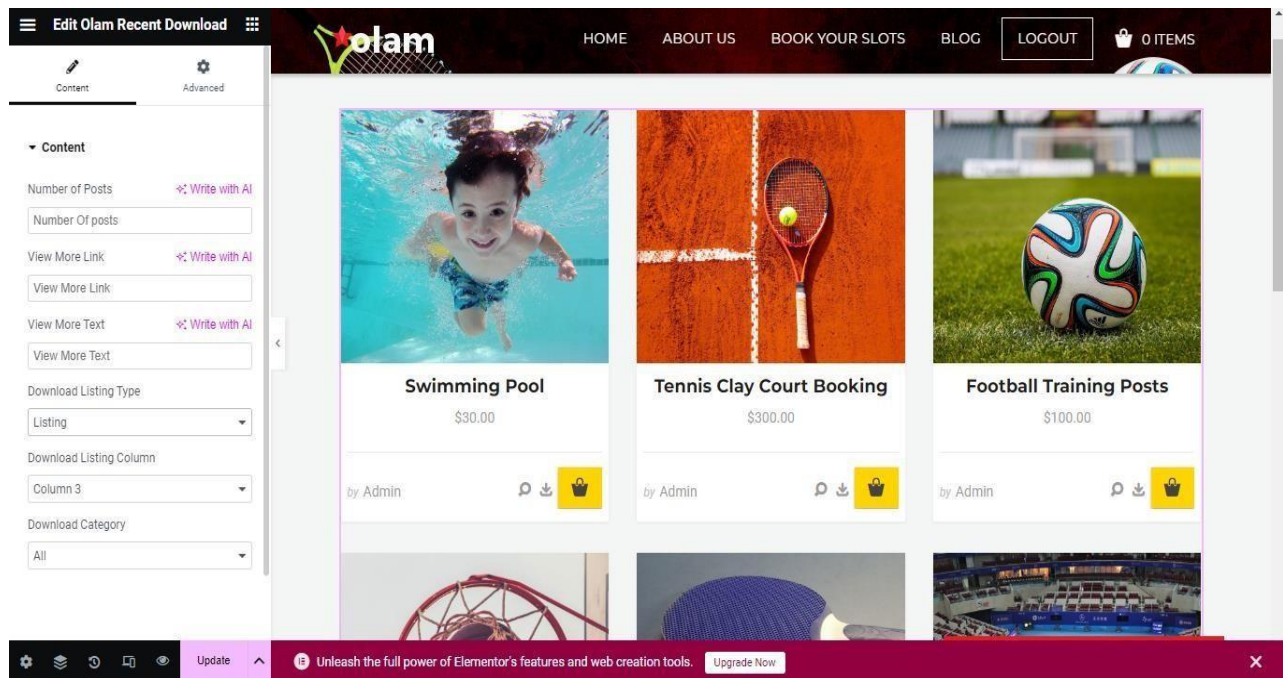 Edit Olam Recent Download
Content
Advanced
Content
Number of Posts
Write with AI
Number Of posts
View More Link
Write with AI
View More Link
View More Text
Write with AI
View More Text
Download Listing Type
Listing
Download Listing Column
Column 3
Download Category
All
Update
olam
HOME
ABOUT US
BOOK YOUR SLOTS
BLOG
LOGOUT
0 ITEMS
Swimming Pool
$30.00
by Admin
Tennis Clay Court Booking
$300.00
by Admin
Football Training Posts
$100.00
by Admin
Unleash the full power of Elementor's features and web creation tools.
Upgrade Now